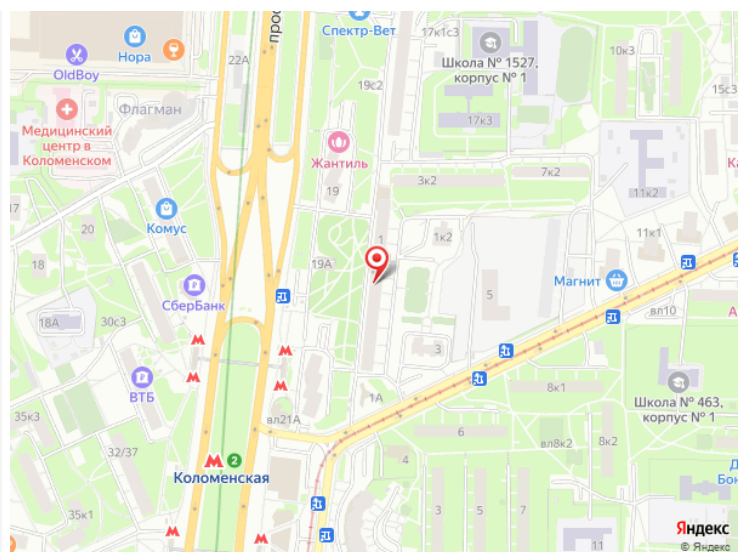 17к1с3
Спектр-Вет
прос
10к3
Нора
22А
Школа № 1527,
корпус № 1
OldBoy
19с2
15с3
Флагман
17к3
Медицинский
центр в
Коломенском
Жантиль
7к2
Ка
3к2
19
11к2
17
20
Комус
1
1к2
11к1
18
19А
Магнит
СберБанк
5
30с3
вл10
А
18А
3
ВТБ
1А
8к1
Школа № 463,
корпус № 1
35к3
вл21А
32/37
6
вл8к2
8к2
М
2
Коломенская
4
Д
Бон
35к1
3
5
7
11
Яндекс
© Яндекс